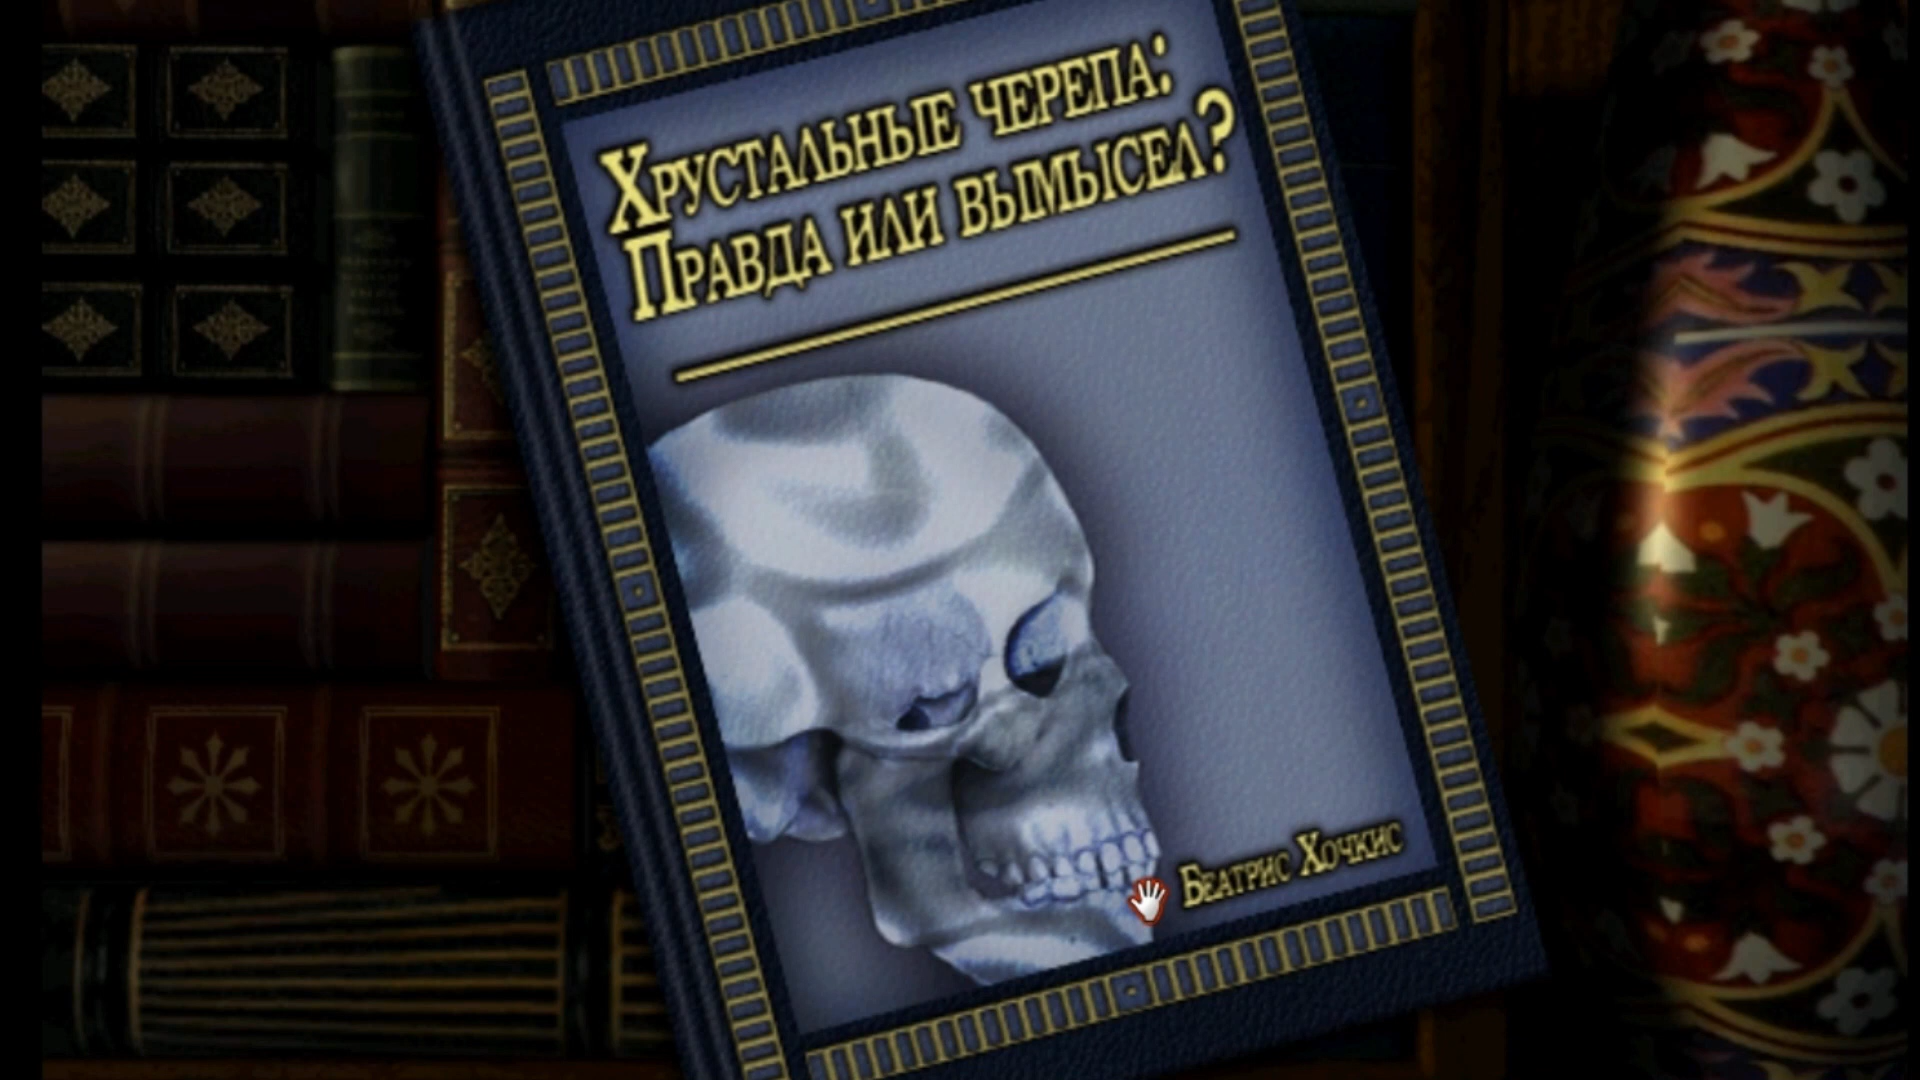 Хрустальные черепа:
Правда или вымысел?
Беатрис Хочкис